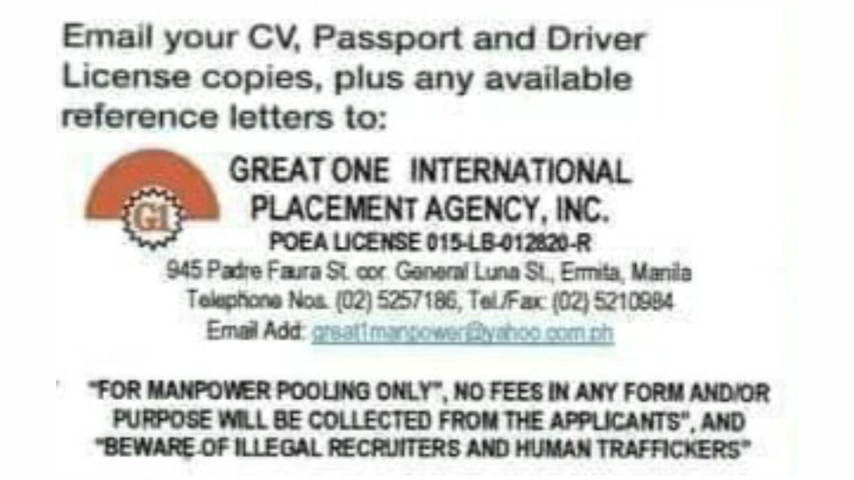 Email your CV, Passport and Driver
License copies, plus any available
reference letters to:
GREAT ONE INTERNATIONAL
PLACEMENT AGENCY, INC.
G1
POEA LICENSE 015-LB-012820-R
945 Padre Faura St. cor. General Luna St., Ermita, Manila
Telephone Nos. (02) 5257186, Tel./Fax: (02) 5210984
Email Add: great1manpower@yahoo.com.ph
"FOR MANPOWER POOLING ONLY", NO FEES IN ANY FORM AND/OR
PURPOSE WILL BE COLLECTED FROM THE APPLICANTS", AND
"BEWARE OF ILLEGAL RECRUITERS AND HUMAN TRAFFICKERS"